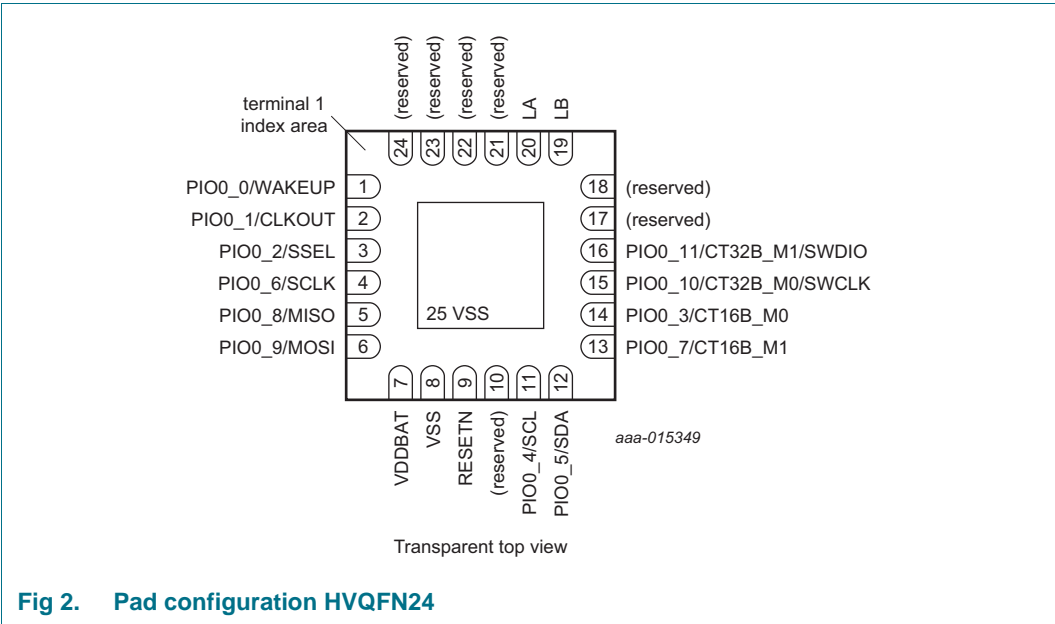 (reserved)
(reserved)
(reserved)
(reserved)
LA
LB
terminal 1
index area
24
23
22
21
20
19
PIO0_0/WAKEUP 1
PIO0_1/CLKOUT 2
PIO0_2/SSEL 3
PIO0_6/SCLK 4
PIO0_8/MISO 5
PIO0_9/MOSI 6
18 (reserved)
17 (reserved)
16 PIO0_11/CT32B_M1/SWDIO
15 PIO0_10/CT32B_M0/SWCLK
14 PIO0_3/CT16B_M0
13 PIO0_7/CT16B_M1
25 VSS
7
8
9
10
11
12
VDDBAT
VSS
RESETN
(reserved)
PIO0_4/SCL
PIO0_5/SDA
aaa-015349
Transparent top view
Fig 2. Pad configuration HVQFN24